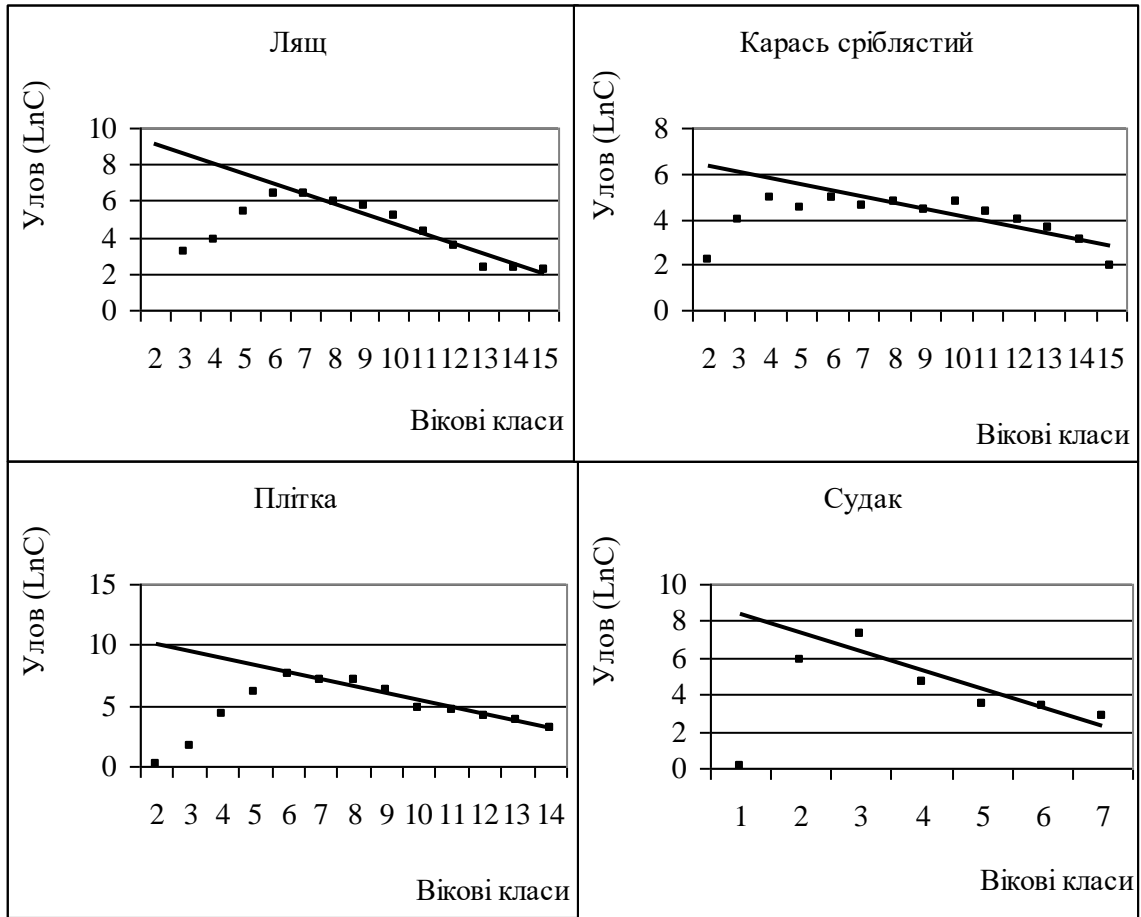 Лящ
Улов (LnC)
10
8
6
4
2
0
2 3 4 5 6 7 8 9 10 11 12 13 14 15
Вікові класи
Карась сріблястий
Улов (LnC)
8
6
4
2
0
2 3 4 5 6 7 8 9 10 11 12 13 14 15
Вікові класи
Плітка
Улов (LnC)
15
10
5
0
2 3 4 5 6 7 8 9 10 11 12 13 14
Вікові класи
Судак
Улов (LnC)
10
8
6
4
2
0
1 2 3 4 5 6 7
Вікові класи